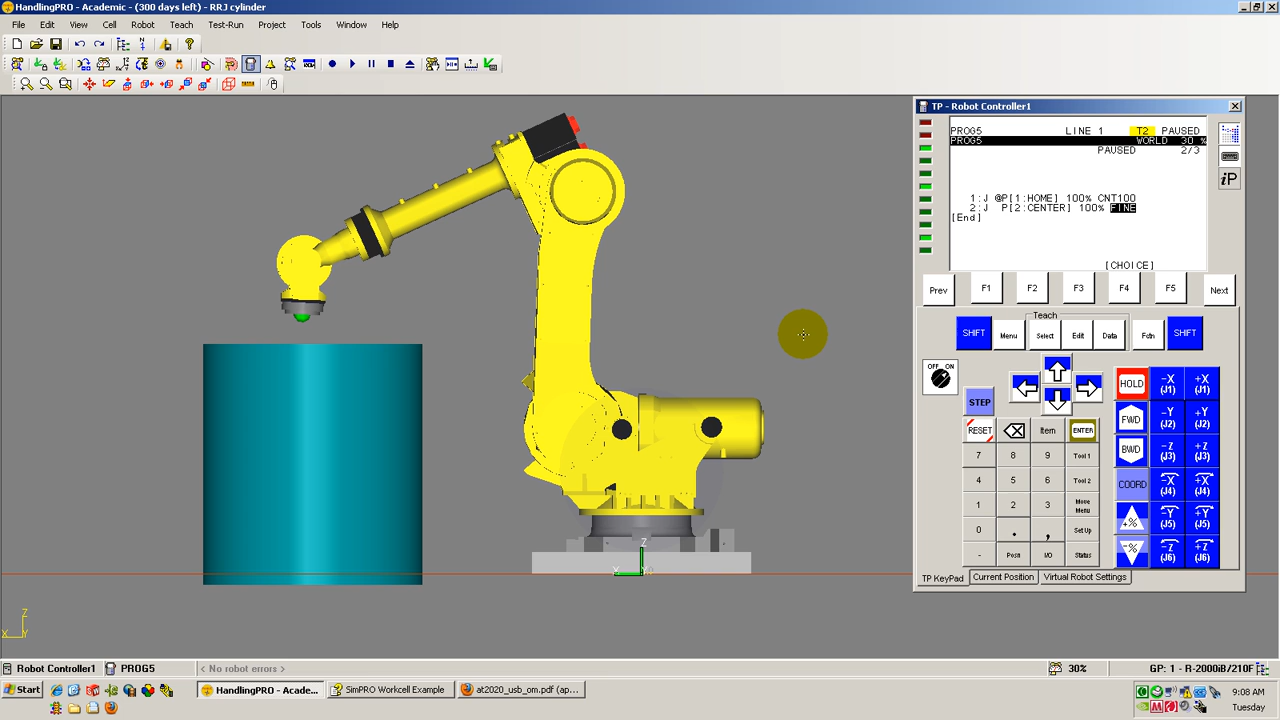 HandlingPRO - Academic - (300 days left) - RRJ cylinder
File Edit View Cell Robot Teach Test-Run Project Tools Window Help
TP - Robot Controller1
PROG5 LINE 1 T2 PAUSED
PROG5 WORLD 30 %
PAUSED 2/3
1:J @P[1:HOME] 100% CNT100
2:J P[2:CENTER] 100% FINE
[End]
[CHOICE]
iP
Prev F1 F2 F3 F4 F5 Next
Teach
SHIFT Menu Select Edit Data Fctn SHIFT
OFF ON
STEP
HOLD -X (J1) +X (J1)
FWD -Y (J2) +Y (J2)
RESET Item ENTER
BWD -Z (J3) +Z (J3)
7 8 9 Tool 1
4 5 6 Tool 2
COORD -X (J4) +X (J4)
1 2 3 Move Menu
+% -Y (J5) +Y (J5)
0 . , Set Up
- Posn I/O Status
-% -Z (J6) +Z (J6)
TP KeyPad Current Position Virtual Robot Settings
Z
X
Z
X Y
Robot Controller1 PROG5 < No robot errors > 30% GP: 1 - R-2000iB/210F
Start HandlingPRO - Acade... SimPRO Workcell Example at2020_usb_om.pdf (ap... 9:08 AM
Tuesday